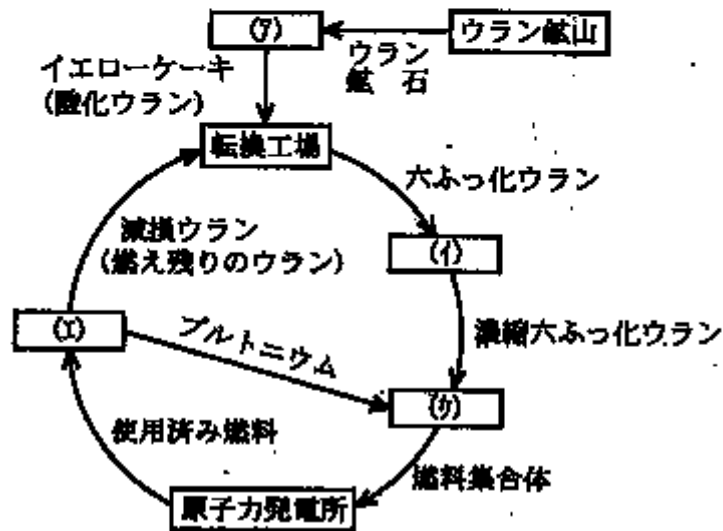 (ア)
ウラン鉱山
ウラン
鉱石
イエローケーキ
(酸化ウラン)
転換工場
六ふっ化ウラン
減損ウラン
(燃え残りのウラン)
(イ)
(エ)
プルトニウム
濃縮六ふっ化ウラン
(ウ)
使用済み燃料
燃料集合体
原子力発電所